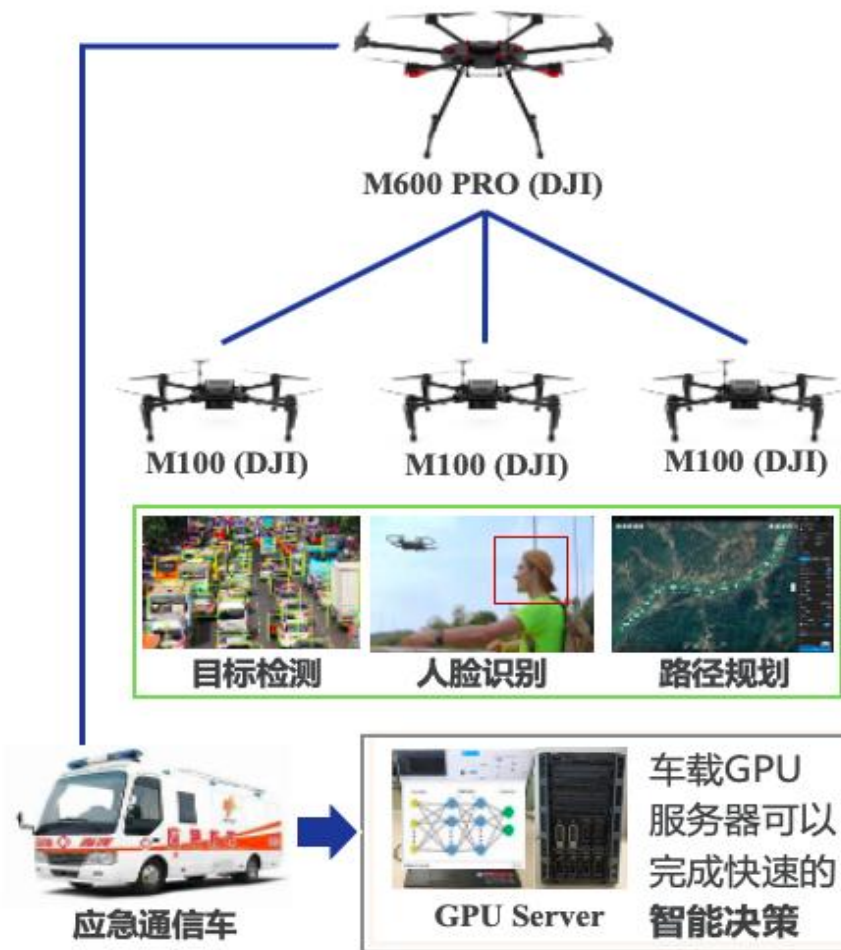 M600 PRO (DJI)
M100 (DJI)
M100 (DJI)
M100 (DJI)
目标检测
人脸识别
路径规划
车载GPU
服务器可以
完成快速的
智能决策
GPU Server
应急通信车